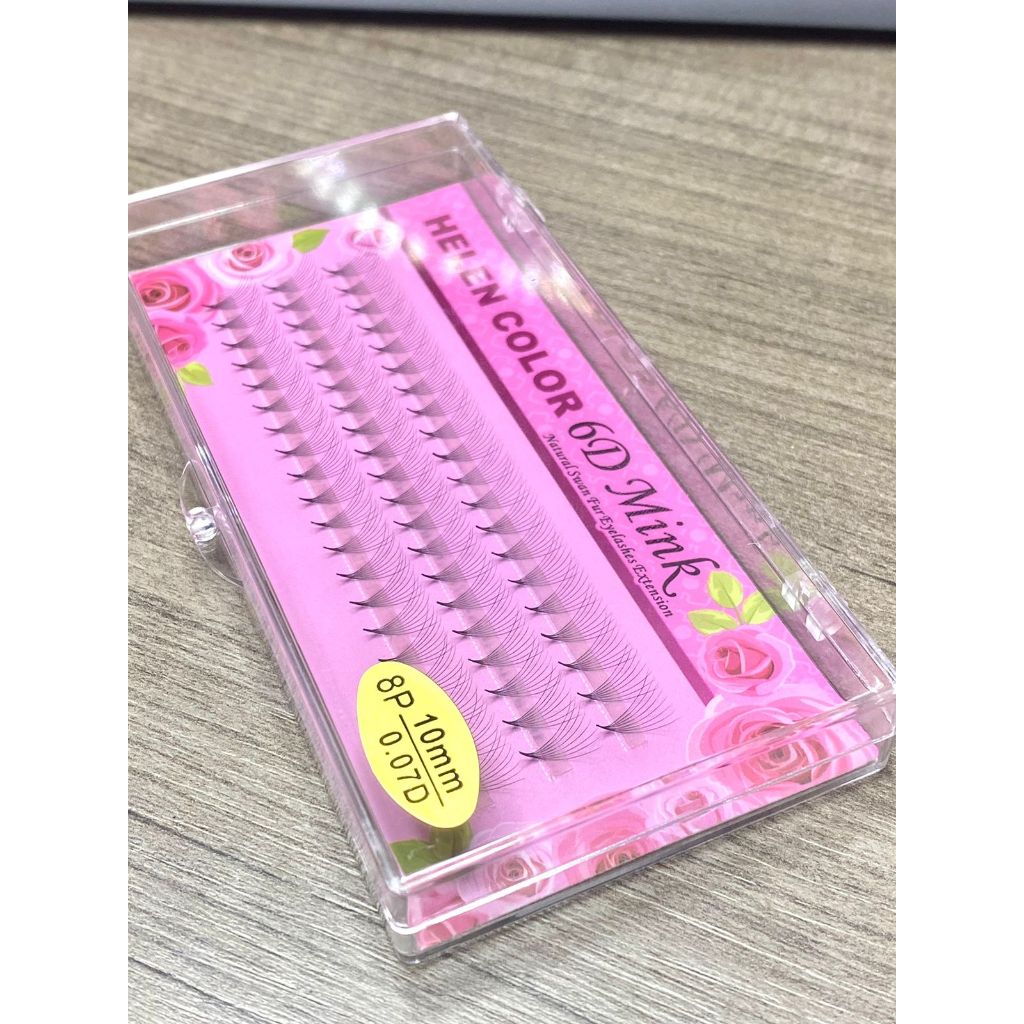 HELEN COLOR 6D Mink
Natural Swan Fur Eyelashes Extension
8P 10mm
0.07D